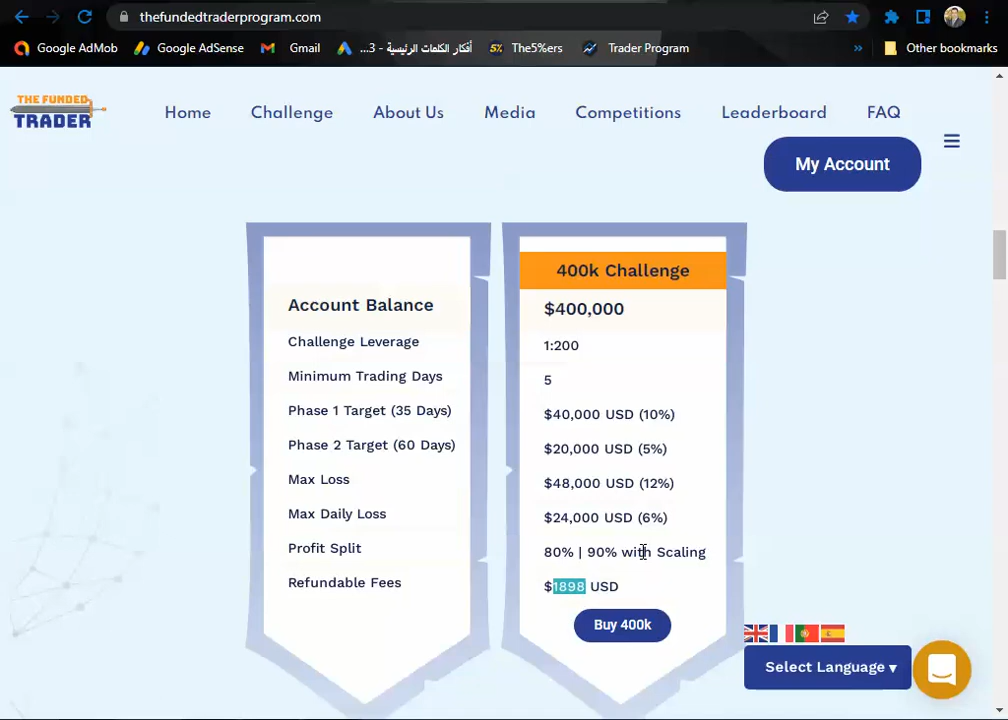 thefundedtraderprogram.com
Google AdMob
Google AdSense
Gmail
3... - أفكار الكلمات الرئيسية
5% The5%ers
Trader Program
»
Other bookmarks
THE FUNDED
TRADER
Home
Challenge
About Us
Media
Competitions
Leaderboard
FAQ
My Account
400k Challenge
Account Balance $400,000
Challenge Leverage 1:200
Minimum Trading Days 5
Phase 1 Target (35 Days) $40,000 USD (10%)
Phase 2 Target (60 Days) $20,000 USD (5%)
Max Loss $48,000 USD (12%)
Max Daily Loss $24,000 USD (6%)
Profit Split 80% | 90% with Scaling
Refundable Fees $1898 USD
Buy 400k
Select Language ▾